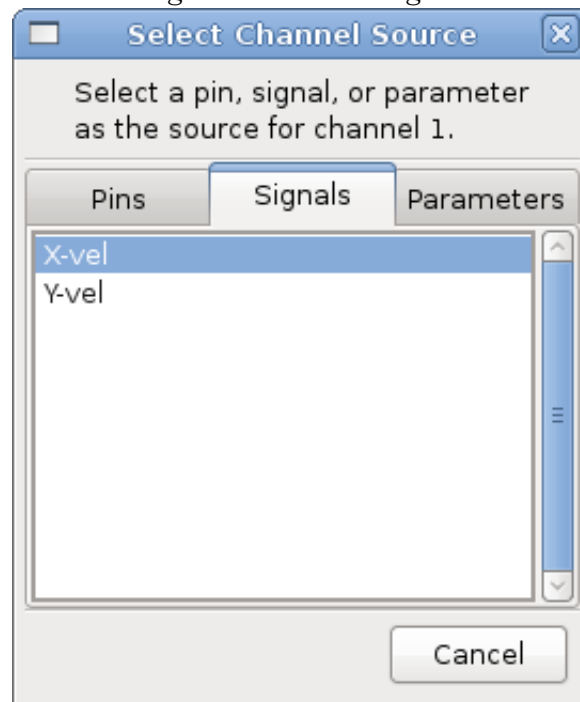 Select Channel Source
Select a pin, signal, or parameter
as the source for channel 1.
Pins
Signals
Parameters
X-vel
Y-vel
Cancel